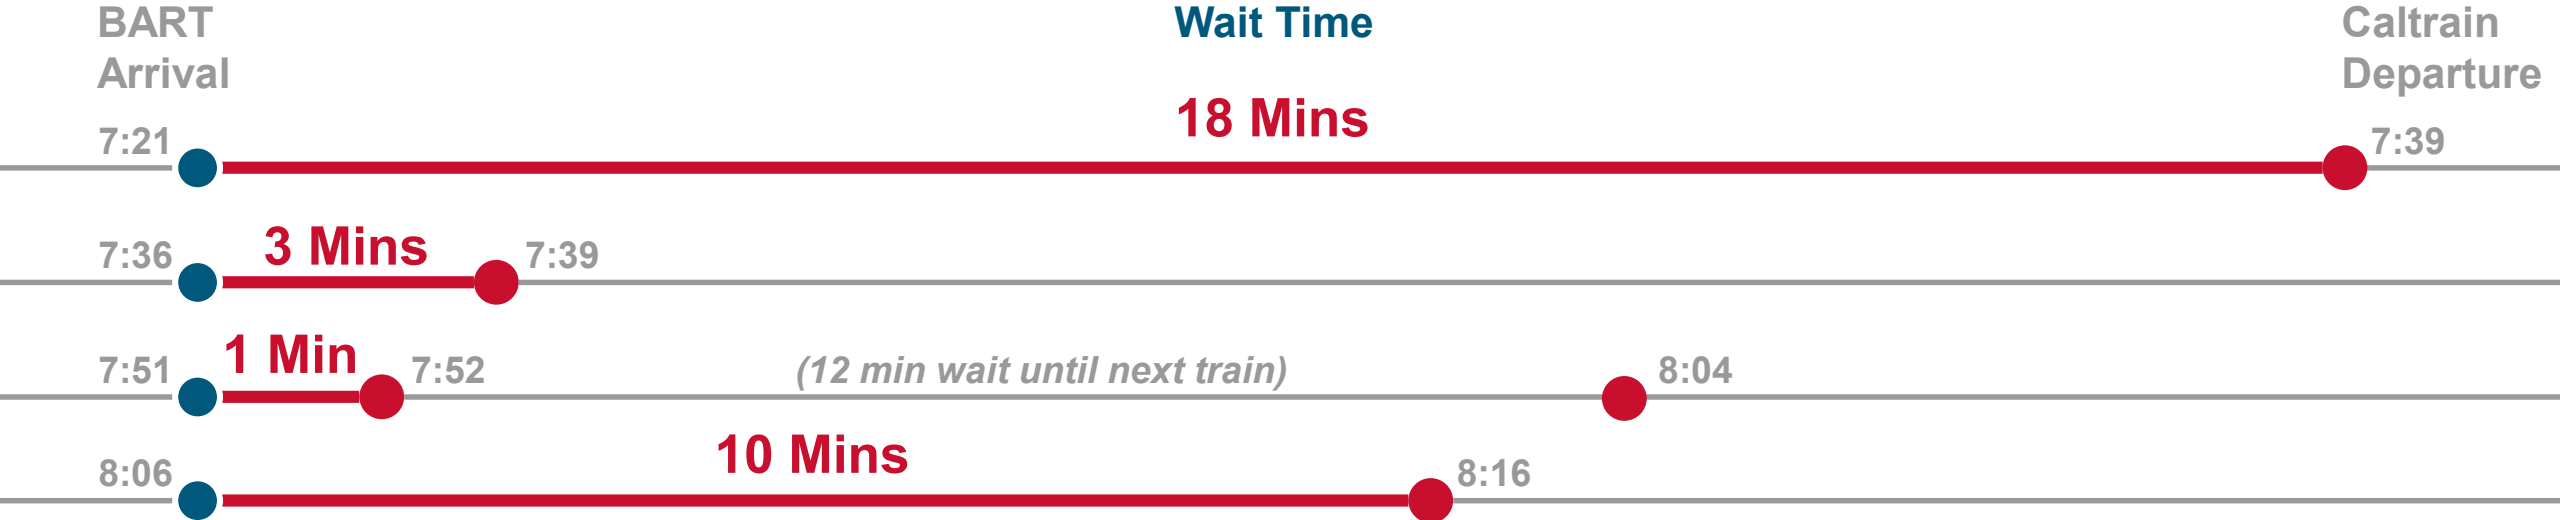 BART
Arrival
Wait Time
Caltrain
Departure
18 Mins
7:21
7:39
3 Mins
7:36
7:39
1 Min
7:51
7:52
(12 min wait until next train)
8:04
10 Mins
8:06
8:16